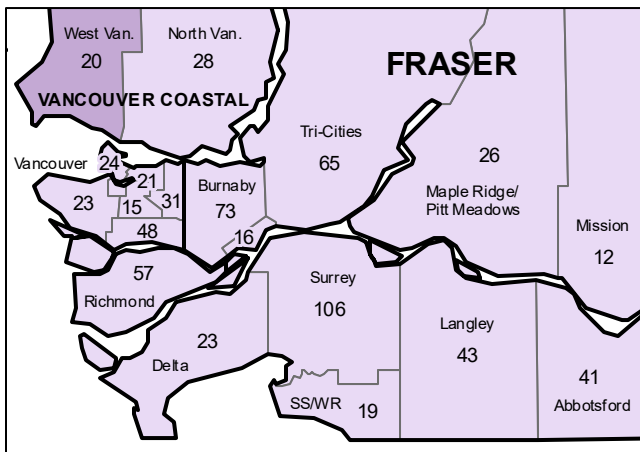 West Van.
20
North Van.
28
VANCOUVER COASTAL
FRASER
Tri-Cities
65
26
Maple Ridge/
Pitt Meadows
Mission
12
Vancouver
24
21
23
15
31
48
Burnaby
73
16
57
Richmond
Surrey
106
23
Delta
Langley
43
SS/WR
19
41
Abbotsford